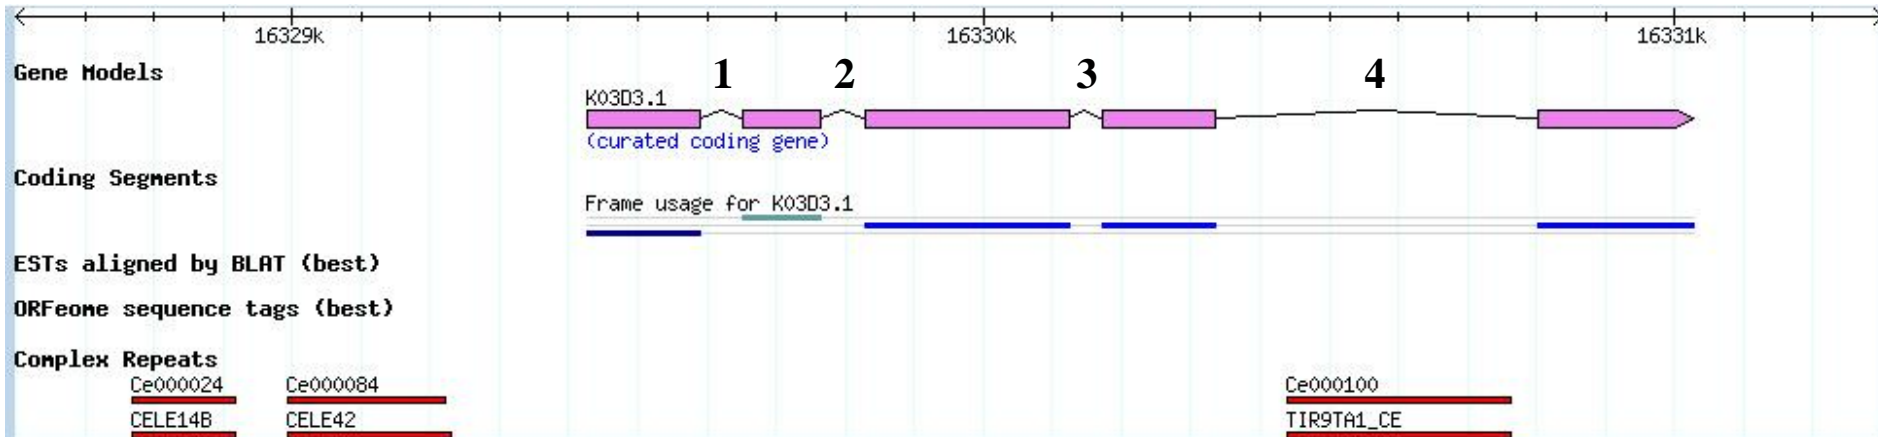 16329k 16330k 16331k
Gene Models
1 2 3 4
K03D3.1
(curated coding gene)
Coding Segments
Frame usage for K03D3.1
ESTs aligned by BLAT (best)
ORFeome sequence tags (best)
Complex Repeats
Ce000024 Ce000084 Ce000100
CELE14B CELE42 TIR9TA1_CE